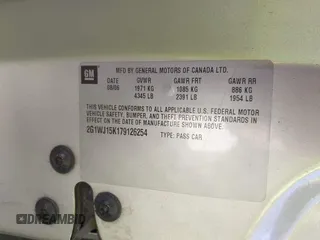 GM
MFD BY GENERAL MOTORS OF CANADA LTD.
DATE GVWR GAWR FRT GAWR RR
08/06 1971 KG 1085 KG 886 KG
4345 LB 2391 LB 1954 LB
THIS VEHICLE CONFORMS TO ALL APPLICABLE U.S. FEDERAL MOTOR
VEHICLE SAFETY, BUMPER, AND THEFT PREVENTION STANDARDS
IN EFFECT ON THE DATE OF MANUFACTURE SHOWN ABOVE.
2G1WJ15K179126254 TYPE: PASS CAR
DREAMBID